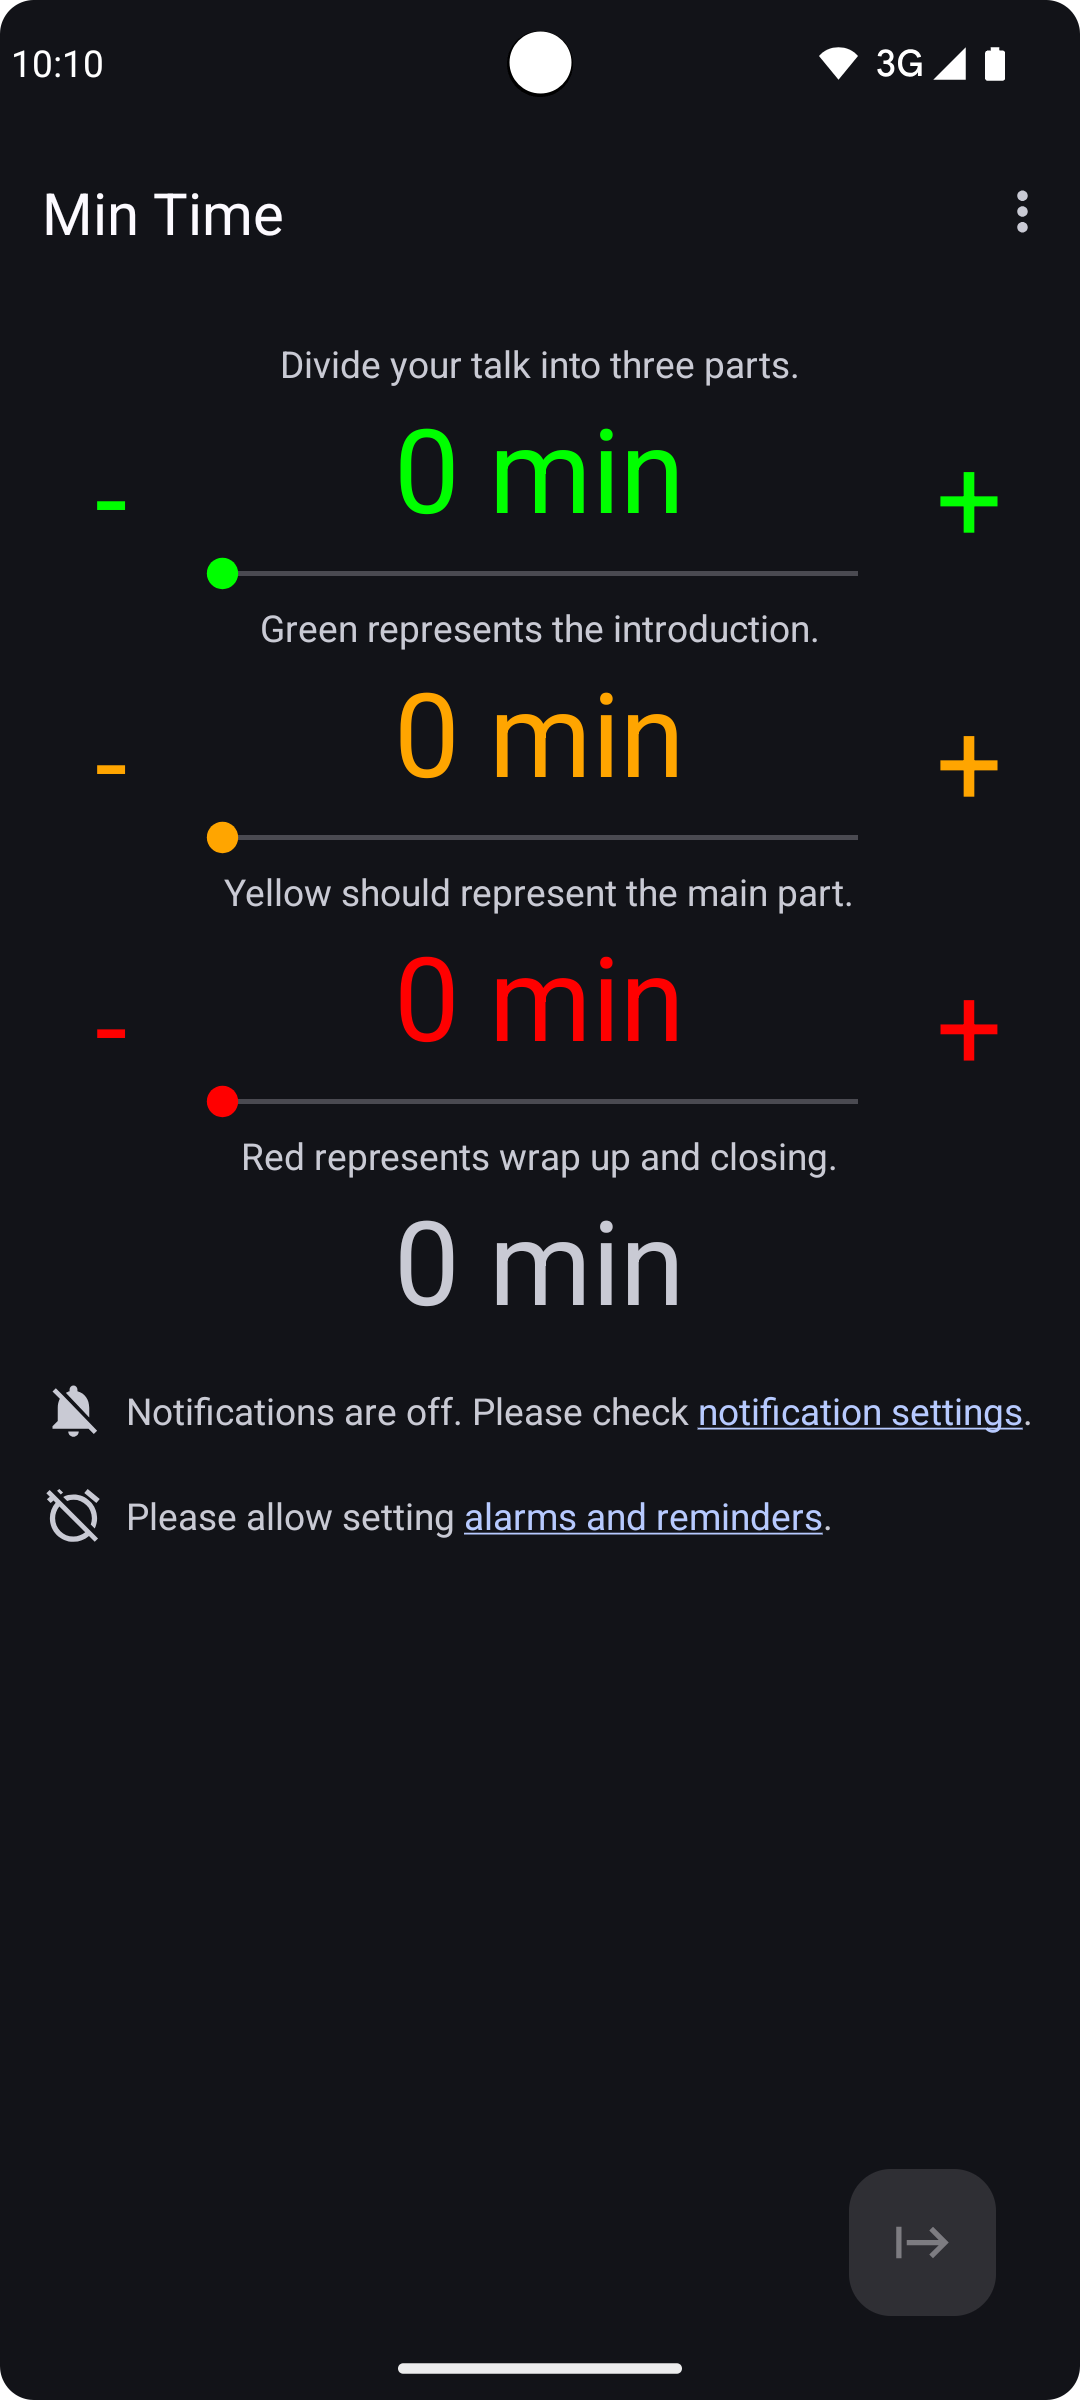 10:10
3G
Min Time
Divide your talk into three parts.
- 0 min +
Green represents the introduction.
- 0 min +
Yellow should represent the main part.
- 0 min +
Red represents wrap up and closing.
0 min
Notifications are off. Please check notification settings.
Please allow setting alarms and reminders.